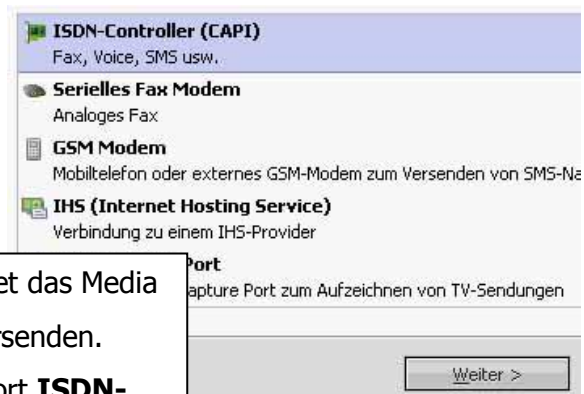 ISDN-Controller (CAPI)
Fax, Voice, SMS usw.
Serielles Fax Modem
Analoges Fax
GSM Modem
Mobiltelefon oder externes GSM-Modem zum Versenden von SMS-Na
IHS (Internet Hosting Service)
Verbindung zu einem IHS-Provider
Port
apture Port zum Aufzeichnen von TV-Sendungen
et das Media
rsenden.
ort ISDN-
Weiter >